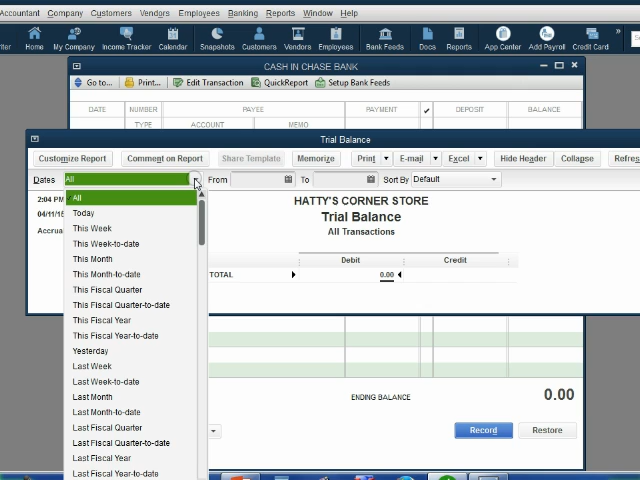 Accountant Company Customers Vendors Employees Banking Reports Window Help
Home My Company Income Tracker Calendar Snapshots Customers Vendors Employees Bank Feeds Docs Reports App Center Add Payroll Credit Card
CASH IN CHASE BANK
Go to... Print... Edit Transaction QuickReport Setup Bank Feeds
DATE NUMBER PAYEE PAYMENT ✔ DEPOSIT BALANCE
TYPE ACCOUNT MEMO
Trial Balance
Customize Report Comment on Report Share Template Memorize Print E-mail Excel Hide Header Collapse
Dates All From To Sort By Default
2:04 PM
04/11/15
HATTY'S CORNER STORE
Trial Balance
All Transactions
Debit Credit
TOTAL 0.00
All
Today
This Week
This Week-to-date
This Month
This Month-to-date
This Fiscal Quarter
This Fiscal Quarter-to-date
This Fiscal Year
This Fiscal Year-to-date
Yesterday
Last Week
Last Week-to-date
Last Month
Last Month-to-date
Last Fiscal Quarter
Last Fiscal Quarter-to-date
Last Fiscal Year
Last Fiscal Year-to-date
ENDING BALANCE 0.00
Record Restore